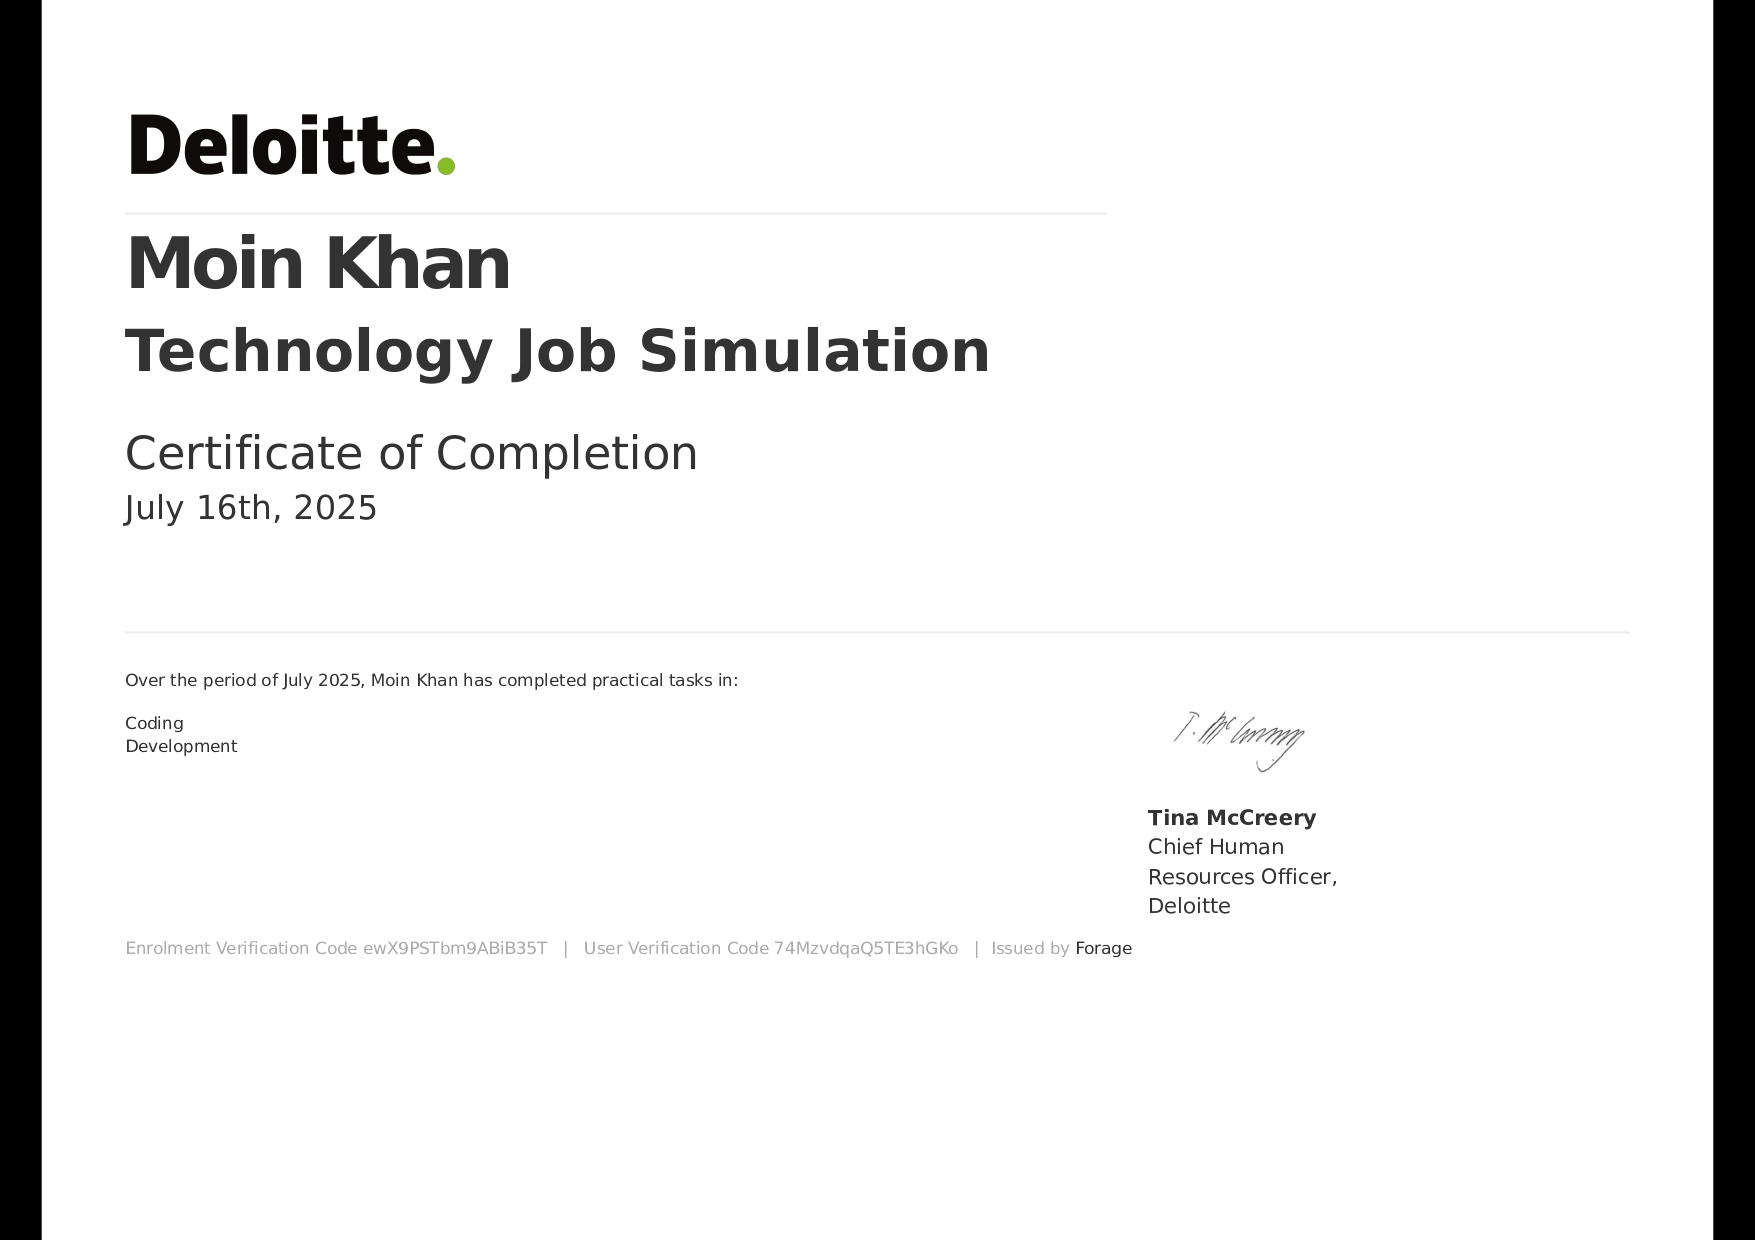 Deloitte.
Moin Khan
Technology Job Simulation
Certificate of Completion
July 16th, 2025
Over the period of July 2025, Moin Khan has completed practical tasks in:
Coding
Development
T. McCreery
Tina McCreery
Chief Human
Resources Officer,
Deloitte
Enrolment Verification Code ewX9PSTbm9ABiB35T | User Verification Code 74MzvdqaQ5TE3hGKo | Issued by Forage